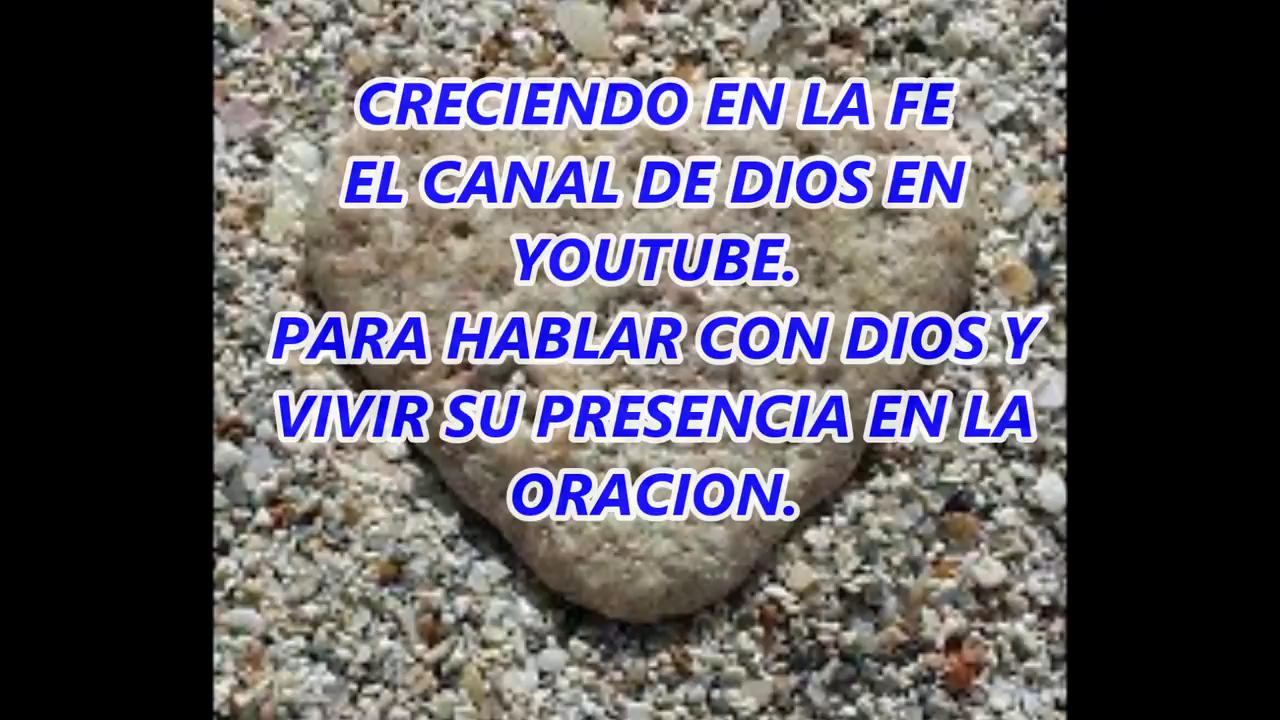 CRECIENDO EN LA FE
EL CANAL DE DIOS EN
YOUTUBE.
PARA HABLAR CON DIOS Y
VIVIR SU PRESENCIA EN LA
ORACION.